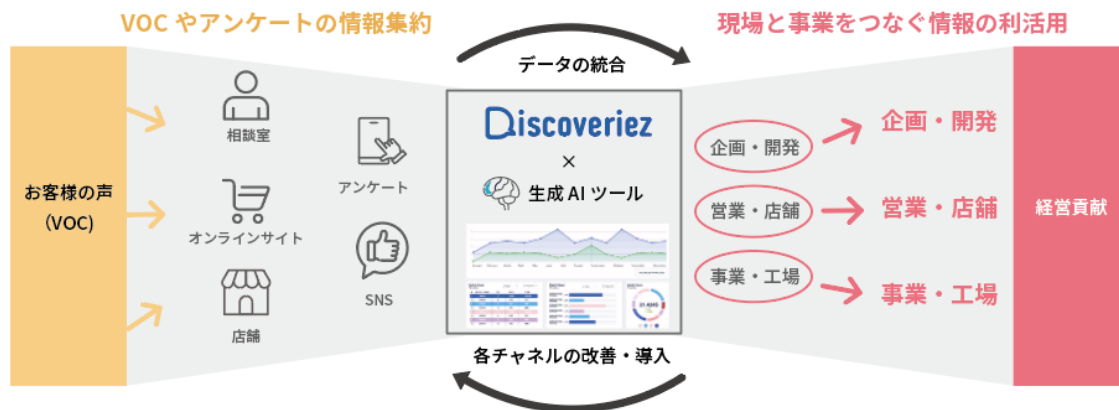 VOC やアンケートの情報集約
現場と事業をつなぐ情報の利活用
お客様の声
(VOC)
相談室
オンラインサイト
店舗
アンケート
SNS
データの統合
Discoveriez
×
生成 AI ツール
各チャネルの改善・導入
企画・開発
営業・店舗
事業・工場
企画・開発
営業・店舗
事業・工場
経営貢献